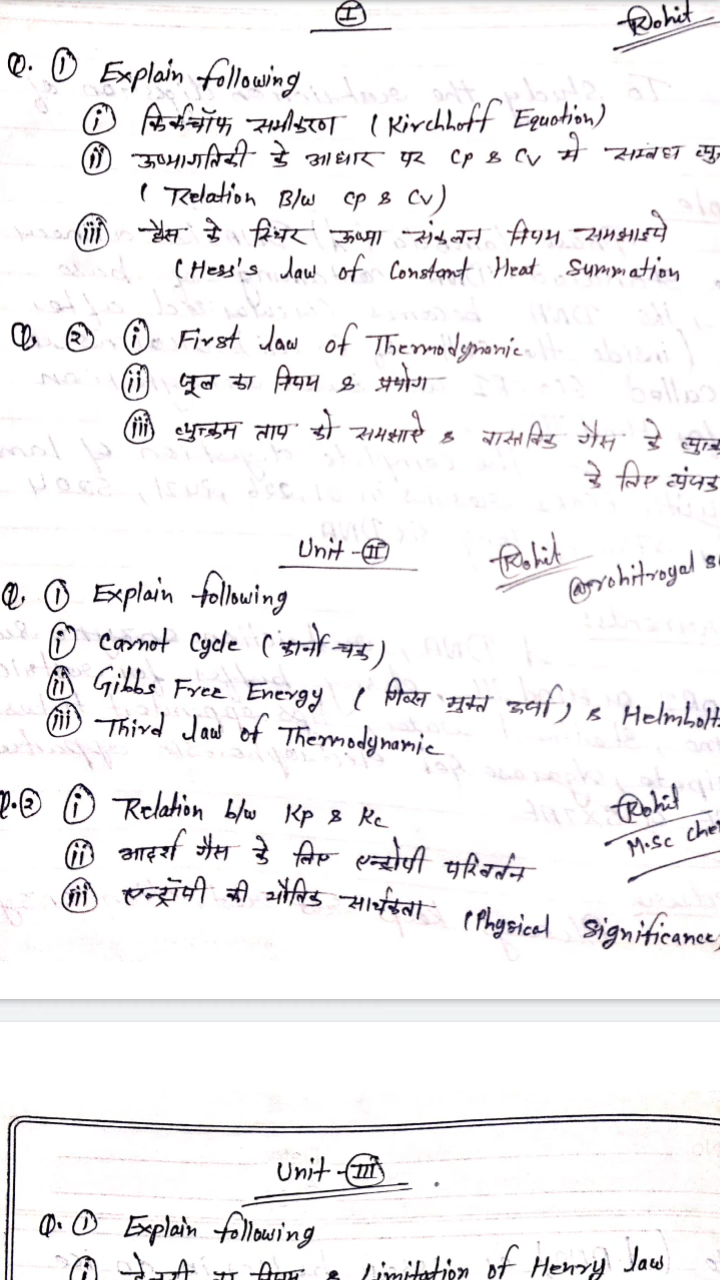 I
Rohit
Q. ① Explain following
(i) किर्कचॉफ समीकरण (Kirchhoff Equation)
(ii) ऊष्मागतिकी के आधार पर Cp & Cv में सम्बंध
( Relation B/w Cp & Cv)
(iii) हैस के स्थिर ऊष्मा संकलन नियम समझाइये
(Hess's law of Constant Heat Summation
Q. ② (i) First law of Thermodynamic
(ii) जूल का नियम & प्रयोग
(iii) व्युत्क्रम ताप को समझाऐ & वास्तविक गैस के
के लिए व्यंजक
Unit - II
Rohit
@rohitroyal
Q. ① Explain following
(i) Carnot Cycle (कार्नो चक्र)
(ii) Gibbs Free Energy ( गिब्स मुक्त ऊर्जा) & Helmholt
(iii) Third law of Thermodynamic
Q. ② (i) Relation b/w Kp & Kc
Rohit
M.Sc Che
(ii) आदर्श गैस के लिए एन्ट्रोपी परिवर्तन
(iii) एन्ट्रॉपी की भौतिक सार्थकता (Physical Significance)
Unit - III
Q. ① Explain following
(i) का नियम & Limitation of Henry law